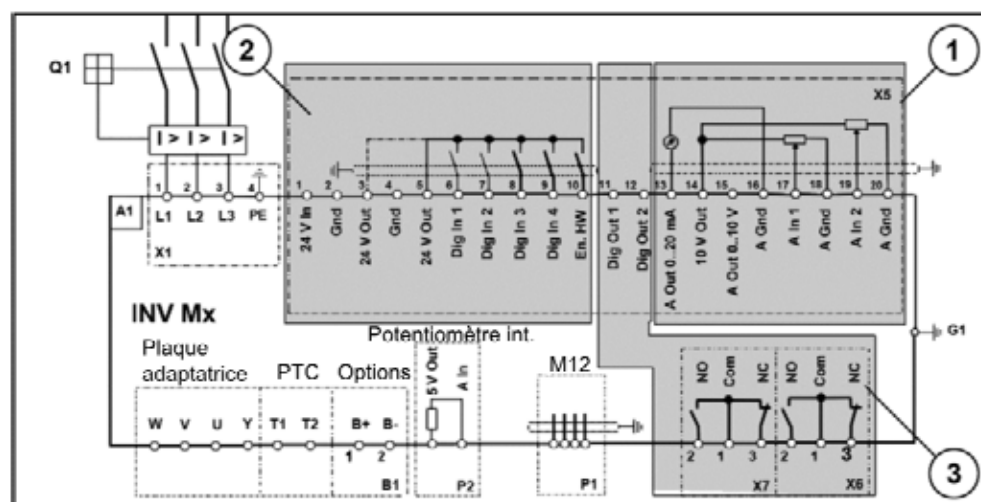 2
1
Q1
X5
I > I > I >
1 2 3 4
1 2 3 4 5 6 7 8 9 10 11 12 13 14 15 16 17 18 19 20
A1
L1 L2 L3 PE
X1
24 V In
Gnd
24 V Out
Gnd
24 V Out
Dig In 1
Dig In 2
Dig In 3
Dig In 4
En. HW
Dig Out 1
Dig Out 2
A Out 0...20 mA
10 V Out
A Out 0...10 V
A Gnd
A In 1
A Gnd
A In 2
A Gnd
INV Mx
Potentiomètre int.
G1
Plaque
adaptatrice
PTC
Options
5 V Out
A In
M12
NO
Com
NC
NO
Com
NC
W V U Y T1 T2 B+ B-
1 2
2 1 3 2 1 3
B1
P2
P1
X7
X6
3